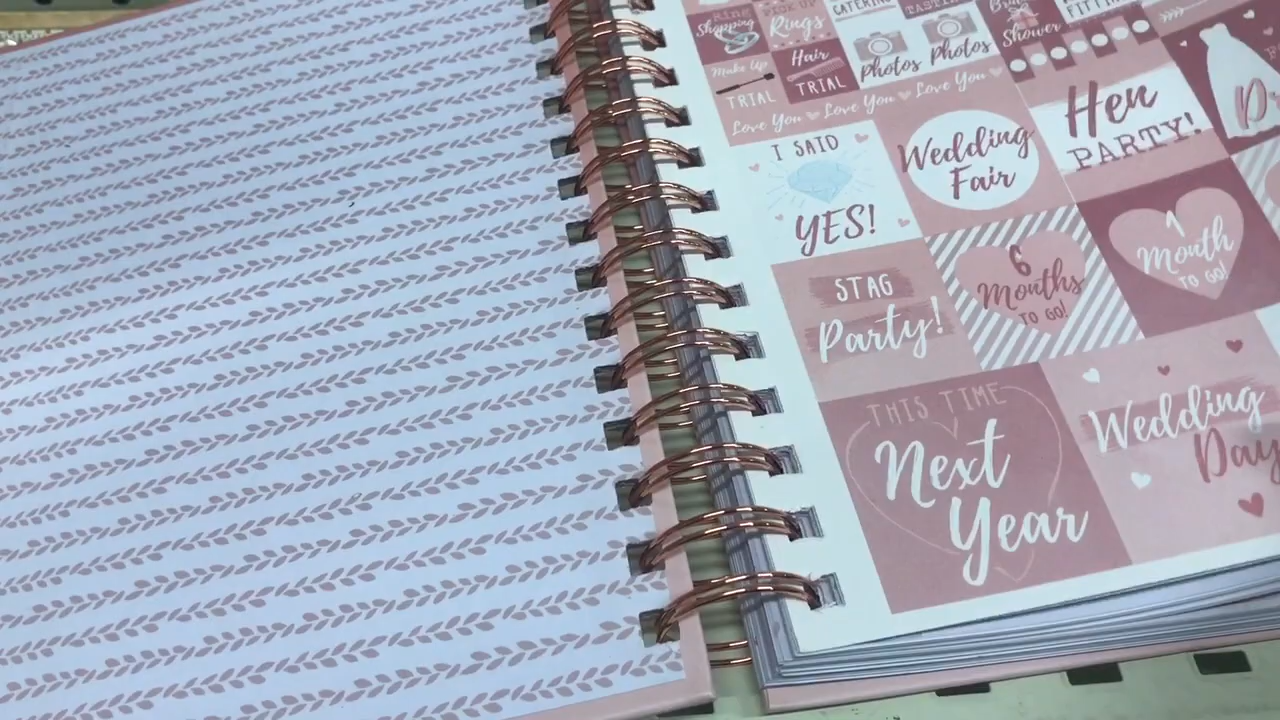 Shopping
PICK UP
Rings
CATERING
Photos
Photos
Shower
Make Up
TRIAL
Hair
TRIAL
Love You Love You Love You
I SAID
YES!
Wedding
Fair
Hen
PARTY!
D
STAG
Party!
6
Months
TO GO!
1
Month
TO GO!
THIS TIME
Next
Year
Wedding
Day